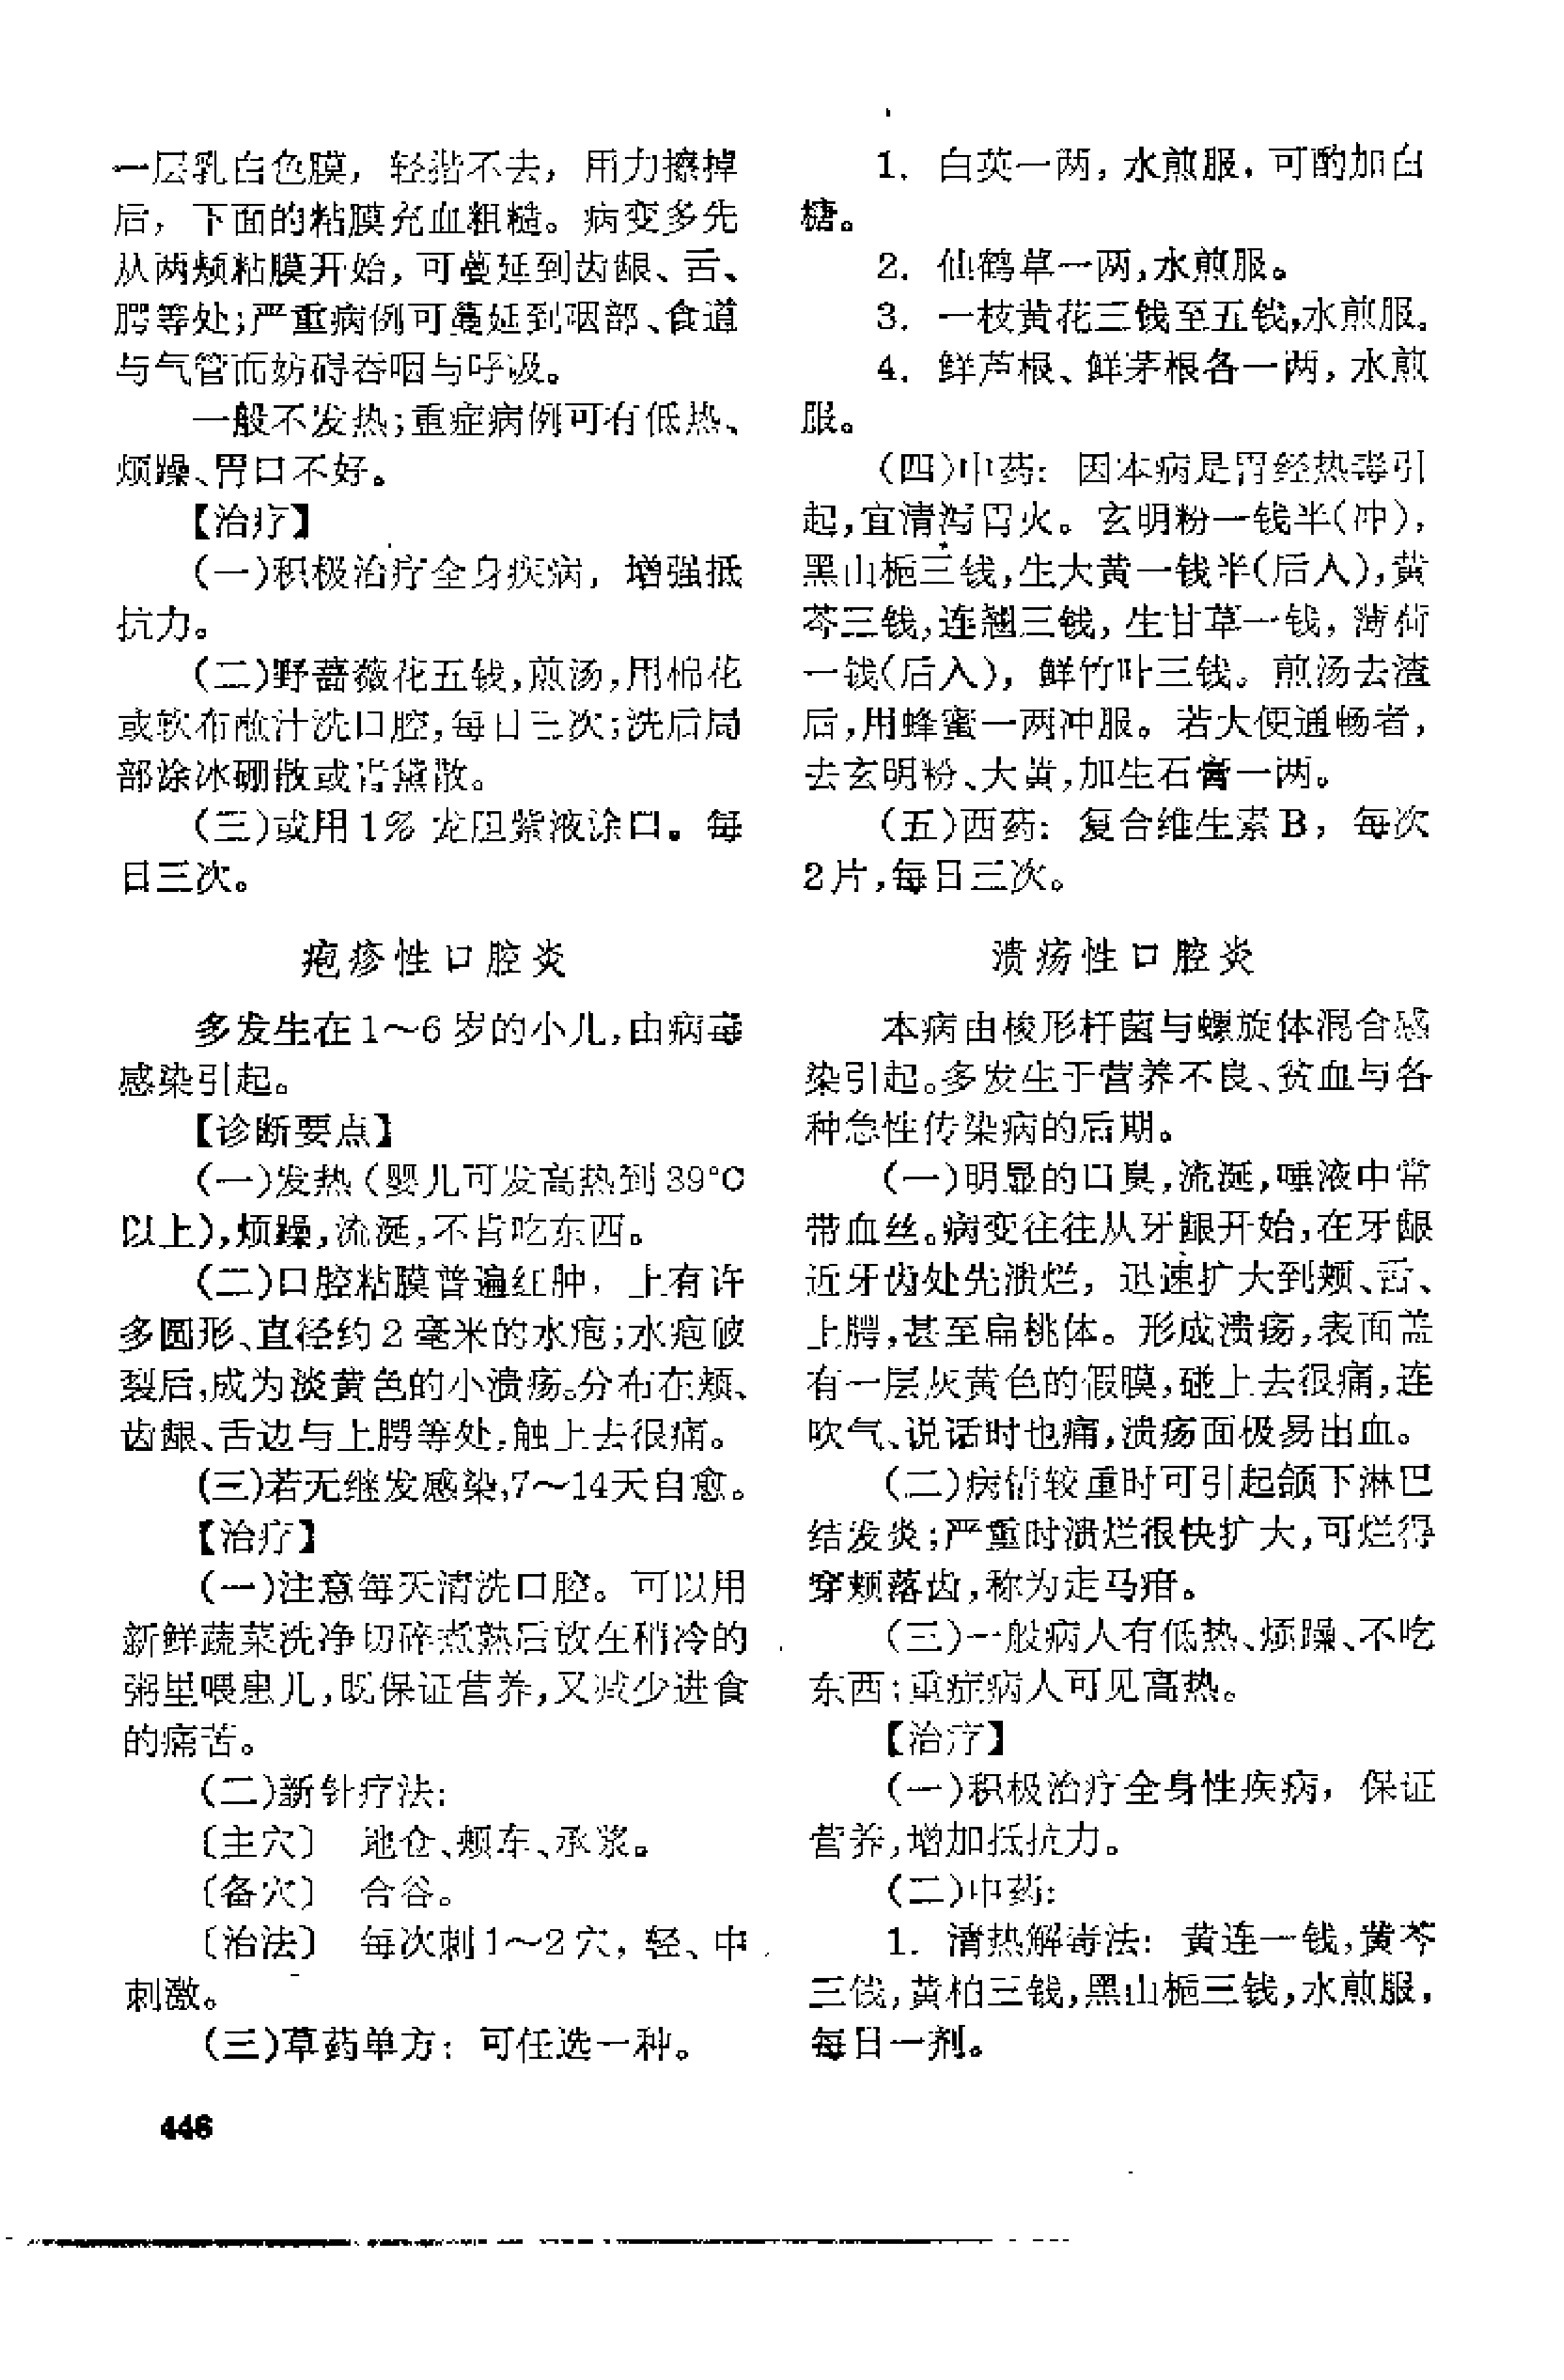 一层乳白色膜，轻揩不去，用力擦掉
后，下面的粘膜充血粗糙。病变多先
从两颊粘膜开始，可蔓延到齿龈、舌、
腭等处；严重病例可蔓延到咽部、食道
与气管而妨碍吞咽与呼吸。
一般不发热；重症病例可有低热、
烦躁、胃口不好。
【治疗】
（一）积极治疗全身疾病，增强抵
抗力。
（二）野蔷薇花五钱，煎汤，用棉花
或软布蘸汁洗口腔，每日三次；洗后局
部涂冰硼散或青黛散。
（三）或用1％龙胆紫液涂口。每
日三次。
疱疹性口腔炎
多发生在1～6岁的小儿，由病毒
感染引起。
【诊断要点】
（一）发热（婴儿可发高热到39°C
以上），烦躁，流涎，不肯吃东西。
（二）口腔粘膜普遍红肿，上有许
多圆形、直径约2毫米的水疱；水疱破
裂后，成为淡黄色的小溃疡。分布在颊、
齿龈、舌边与上腭等处，触上去很痛。
（三）若无继发感染，7～14天自愈。
【治疗】
（一）注意每天清洗口腔。可以用
新鲜蔬菜洗净切碎煮熟后放在稍冷的
粥里喂患儿，既保证营养，又减少进食
的痛苦。
（二）新针疗法：
〔主穴〕 地仓、颊车、承浆。
〔备穴〕 合谷。
〔治法〕 每次刺1～2穴，轻、中
刺激。
（三）草药单方：可任选一种。
446
1. 白英一两，水煎服，可酌加白
糖。
2. 仙鹤草一两，水煎服。
3. 一枝黄花三钱至五钱，水煎服。
4. 鲜芦根、鲜茅根各一两，水煎
服。
（四）中药：因本病是胃经热毒引
起，宜清泻胃火。玄明粉一钱半（冲），
黑山栀三钱，生大黄一钱半（后入），黄
芩三钱，连翘三钱，生甘草一钱，薄荷
一钱（后入），鲜竹叶三钱。煎汤去渣
后，用蜂蜜一两冲服。若大便通畅者，
去玄明粉、大黄，加生石膏一两。
（五）西药：复合维生素B，每次
2片，每日三次。
溃疡性口腔炎
本病由梭形杆菌与螺旋体混合感
染引起。多发生于营养不良、贫血与各
种急性传染病的后期。
（一）明显的口臭，流涎，唾液中常
带血丝。病变往往从牙龈开始，在牙龈
近牙齿处先溃烂，迅速扩大到颊、舌、
上腭，甚至扁桃体。形成溃疡，表面盖
有一层灰黄色的假膜，碰上去很痛，连
吹气、说话时也痛，溃疡面极易出血。
（二）病情较重时可引起颌下淋巴
结发炎；严重时溃烂很快扩大，可烂得
穿颊落齿，称为走马疳。
（三）一般病人有低热、烦躁、不吃
东西；重症病人可见高热。
【治疗】
（一）积极治疗全身性疾病，保证
营养，增加抵抗力。
（二）中药：
1. 清热解毒法：黄连一钱，黄芩
三钱，黄柏三钱，黑山栀三钱，水煎服，
每日一剂。